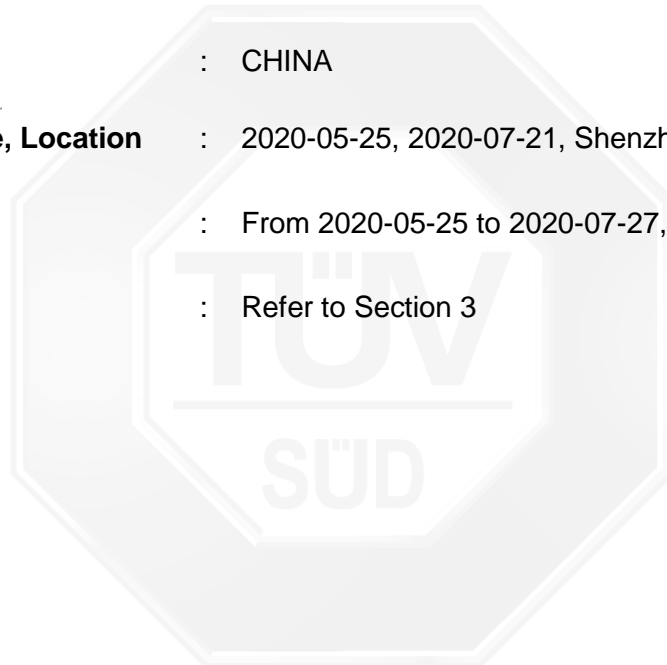 : CHINA
e, Location : 2020-05-25, 2020-07-21, Shenzh
: From 2020-05-25 to 2020-07-27,
: Refer to Section 3
TÜV
SÜD